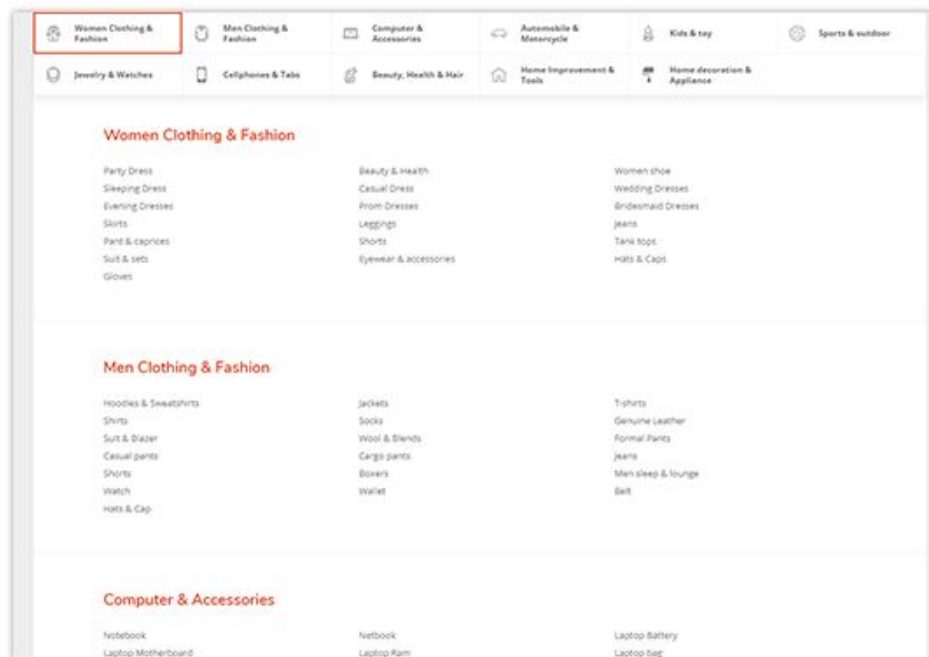 Women Clothing &
Fashion
Men Clothing &
Fashion
Computer &
Accessories
Automobile &
Motorcycle
Kids & toy
Sports & outdoor
Jewelry & Watches
Cellphones & Tabs
Beauty, Health & Hair
Home Improvement &
Tools
Home decoration &
Appliance
Women Clothing & Fashion
Party Dress
Beauty & Health
Women shoe
Sleeping Dress
Casual Dress
Wedding Dresses
Evening Dresses
Prom Dresses
Bridesmaid Dresses
Skirts
Leggings
Jeans
Pant & caprices
Shorts
Tank tops
Suit & sets
Eyewear & accessories
Hats & Caps
Gloves
Men Clothing & Fashion
Hoodies & Sweatshirts
Jackets
T-shirts
Shirts
Socks
Genuine Leather
Suit & Blazer
Wool & Blends
Formal Pants
Casual pants
Cargo pants
Jeans
Shorts
Boxers
Men sleep & lounge
Watch
Wallet
Belt
Hats & Cap
Computer & Accessories
Notebook
Netbook
Laptop Battery
Laptop Motherboard
Laptop Ram
Laptop bag